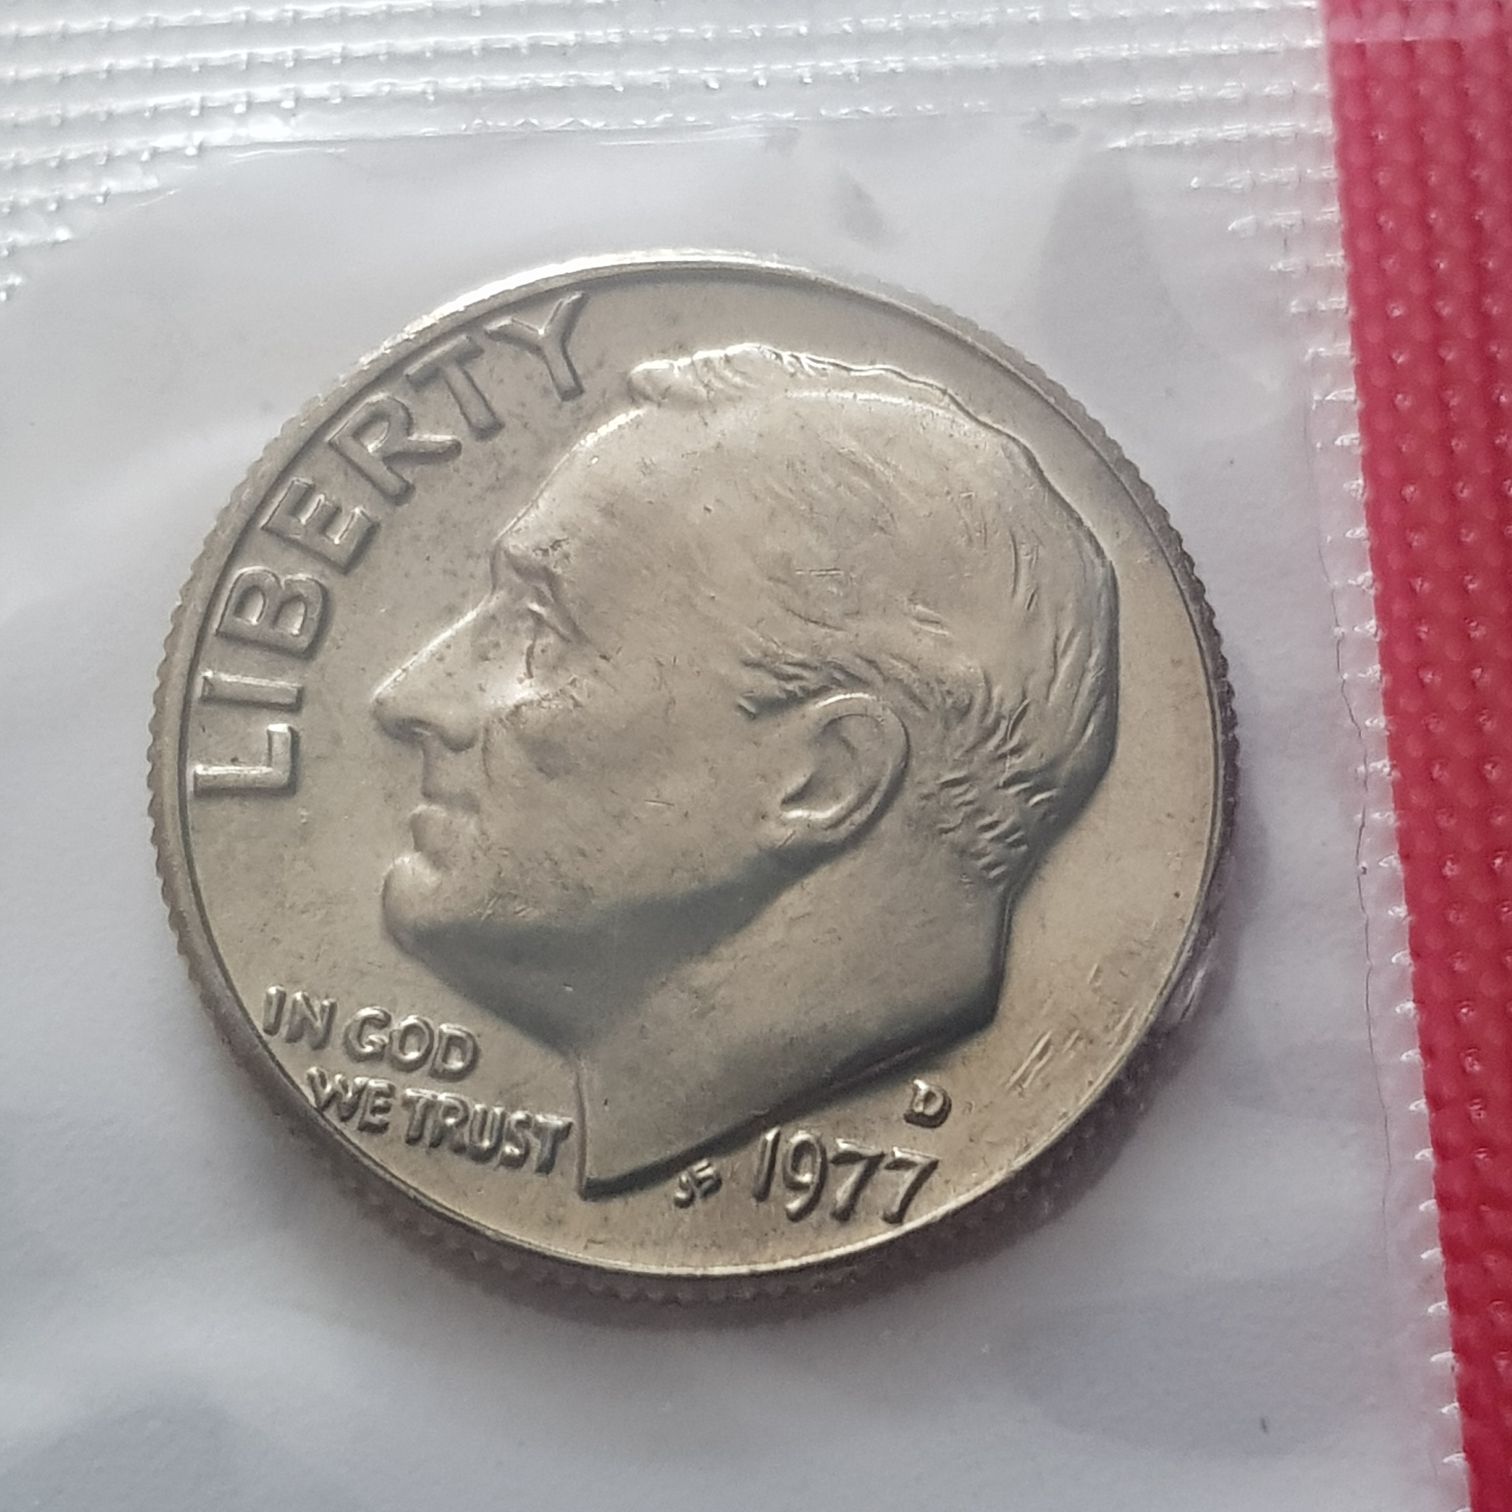 LIBERTY
IN GOD
WE TRUST
JS
D
1977